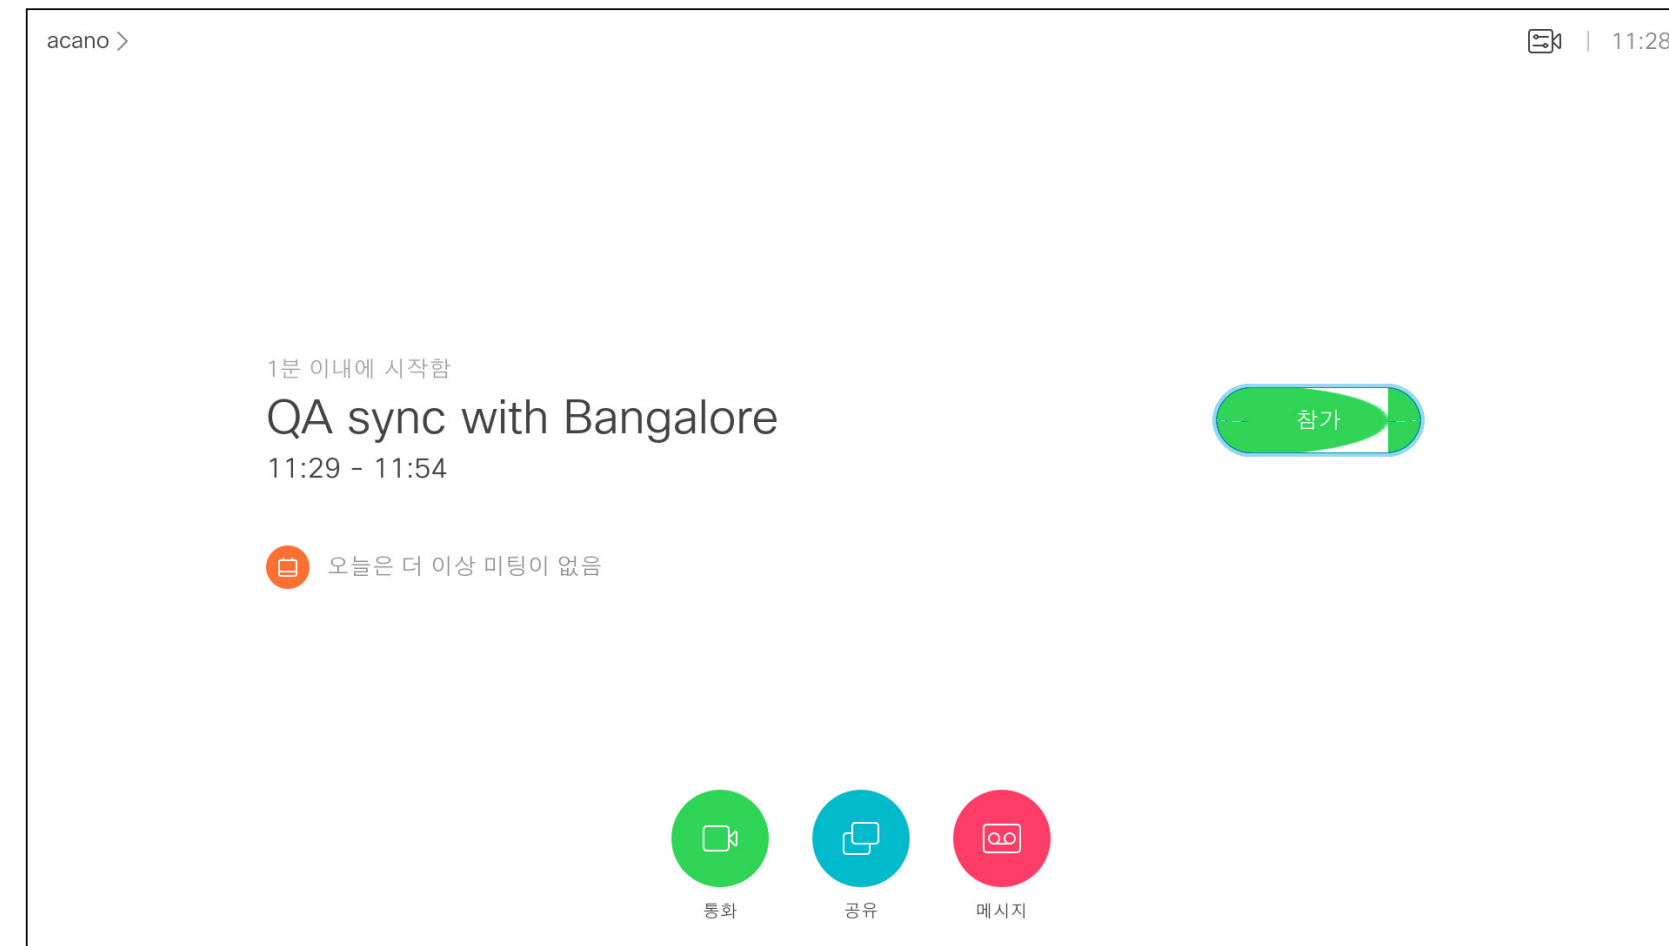 acano
11:28
1분 이내에 시작함
QA sync with Bangalore
11:29 - 11:54
참가
오늘은 더 이상 미팅이 없음
통화
공유
메시지